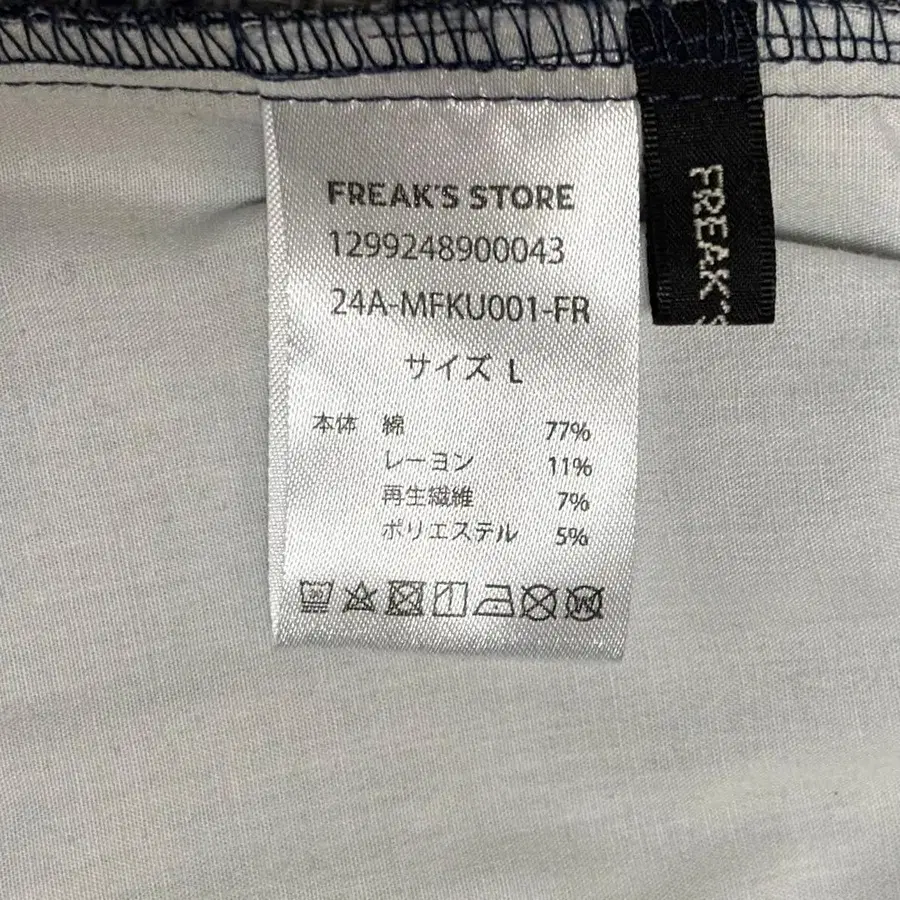 FREAK'S STORE
1299248900043
24A-MFKU001-FR
サイズ L
本体 綿 77%
レーヨン 11%
再生繊維 7%
ポリエステル 5%
FREAK'S